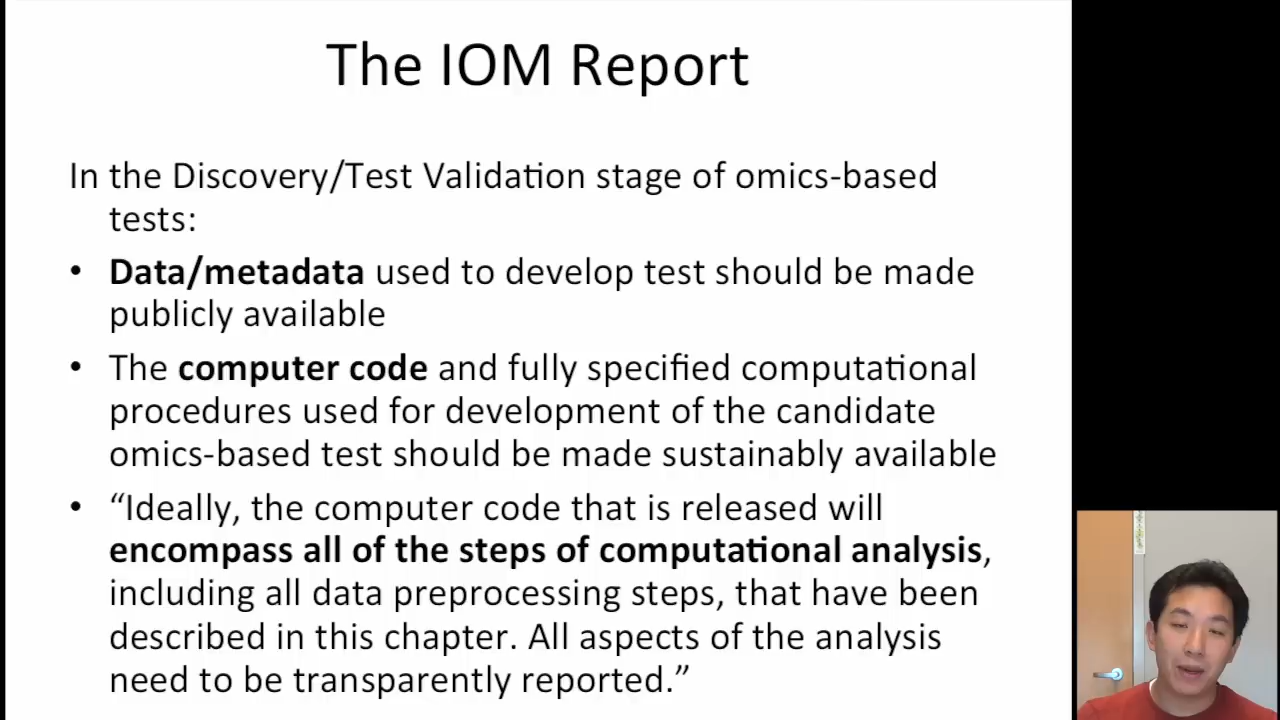 The IOM Report
In the Discovery/Test Validation stage of omics-based
tests:
• Data/metadata used to develop test should be made
publicly available
• The computer code and fully specified computational
procedures used for development of the candidate
omics-based test should be made sustainably available
• “Ideally, the computer code that is released will
encompass all of the steps of computational analysis,
including all data preprocessing steps, that have been
described in this chapter. All aspects of the analysis
need to be transparently reported.”